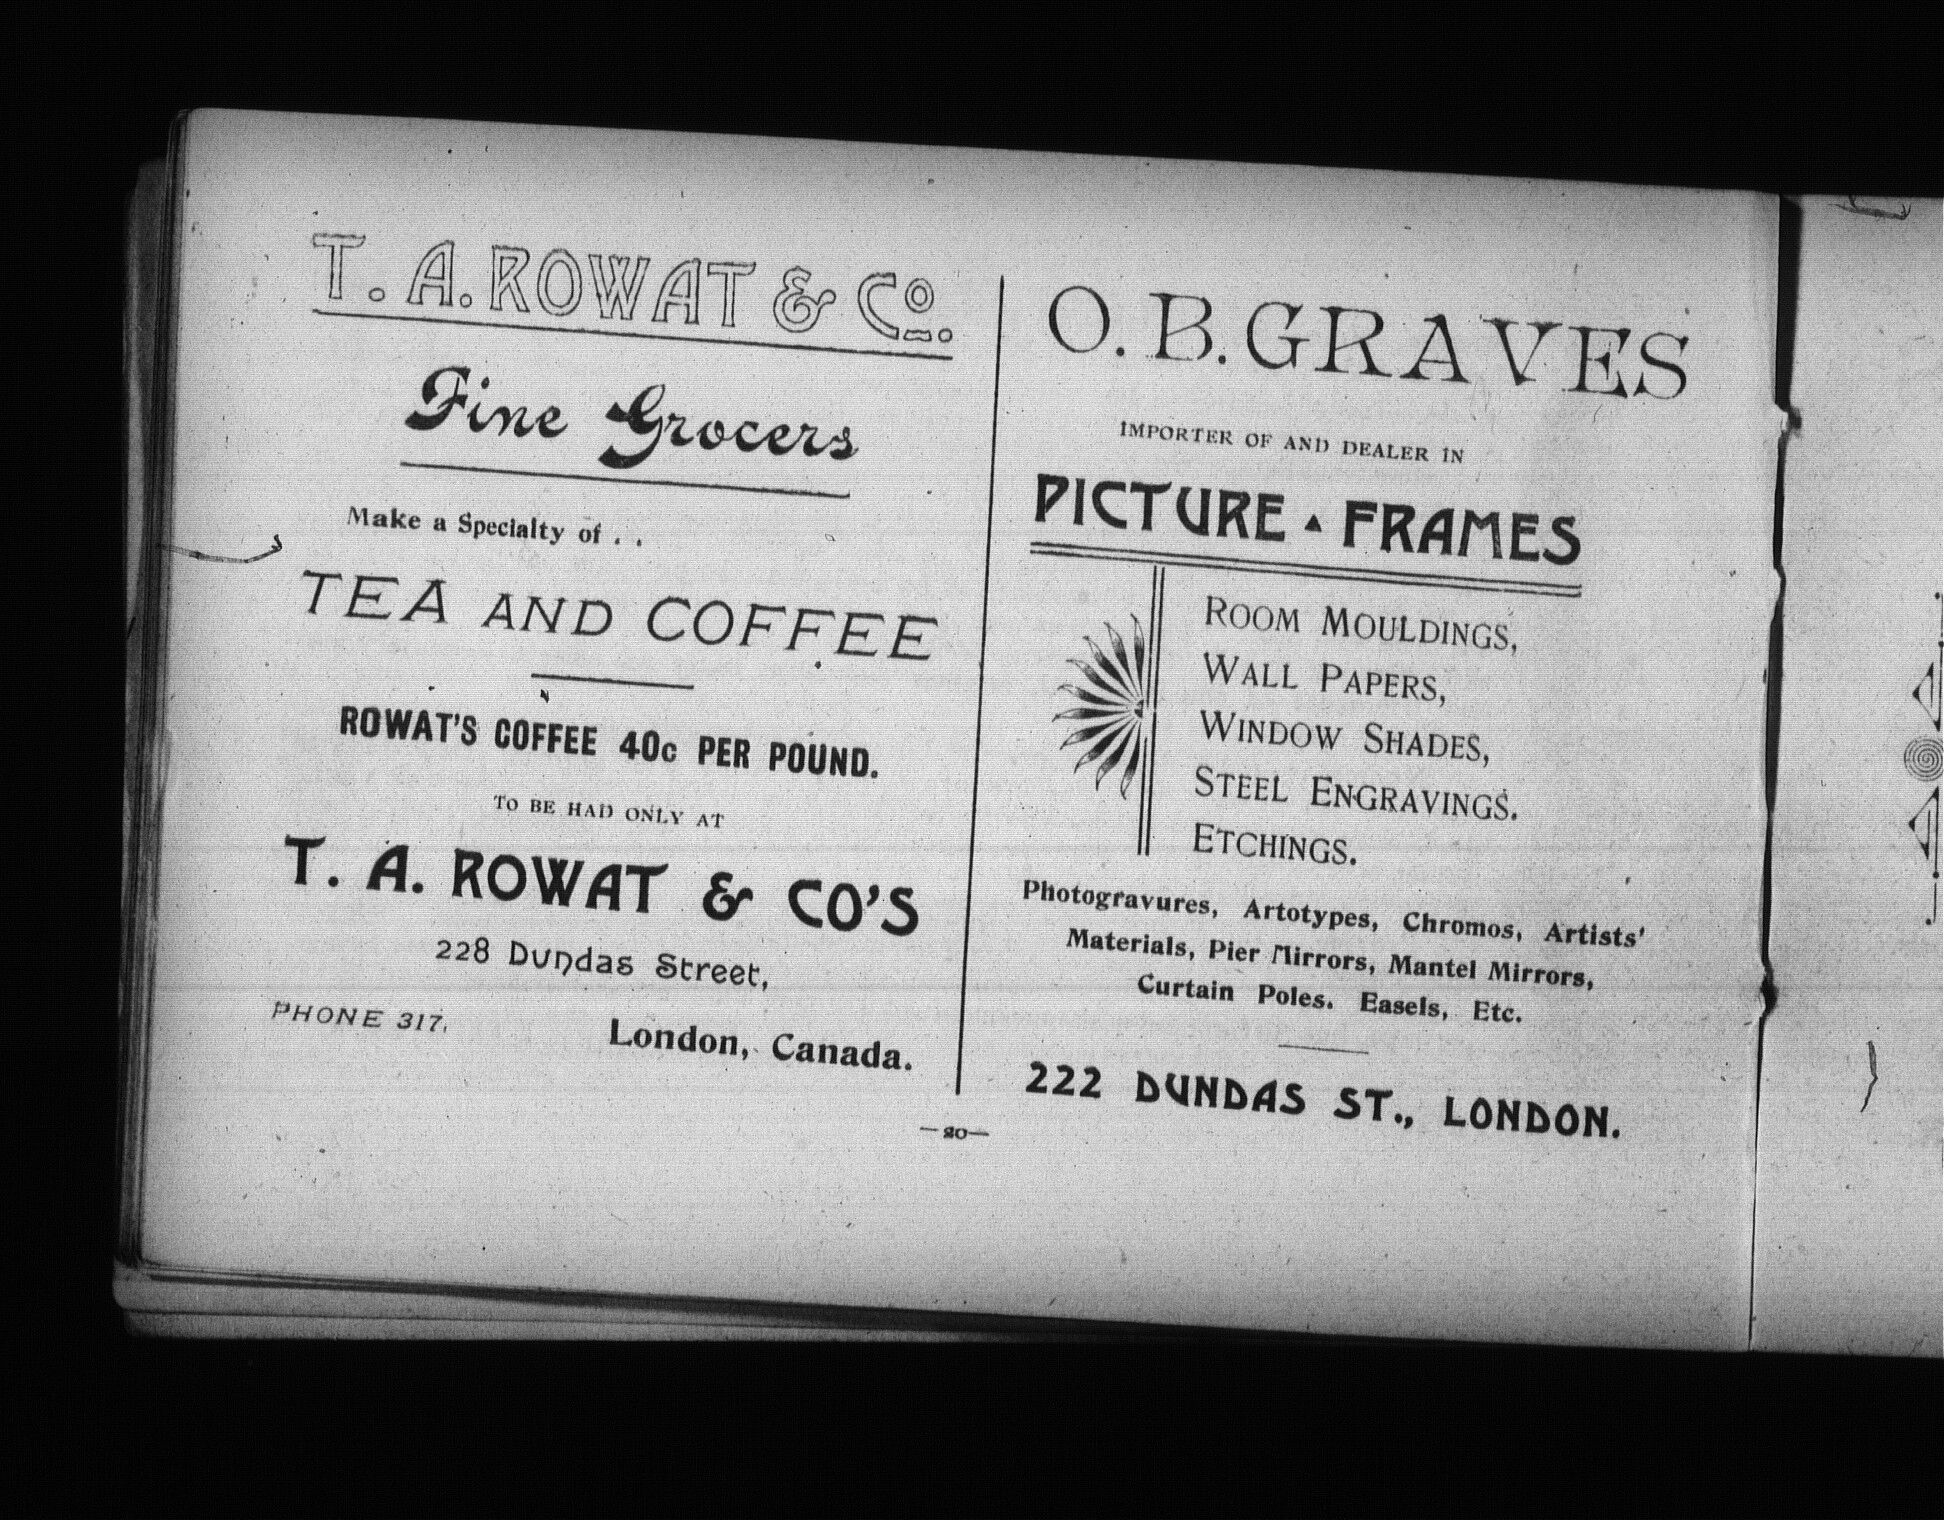 T. A. ROWAT & Co.
Fine Grocers
Make a Specialty of . .
TEA AND COFFEE
ROWAT'S COFFEE 40c PER POUND.
TO BE HAD ONLY AT
T. A. ROWAT & CO'S
228 Dundas Street,
PHONE 317.
London, Canada.
O. B. GRAVES
IMPORTER OF AND DEALER IN
PICTURE FRAMES
ROOM MOULDINGS,
WALL PAPERS,
WINDOW SHADES,
STEEL ENGRAVINGS.
ETCHINGS.
Photogravures, Artotypes, Chromos, Artists'
Materials, Pier Mirrors, Mantel Mirrors,
Curtain Poles. Easels, Etc.
222 DUNDAS ST., LONDON.
—20—